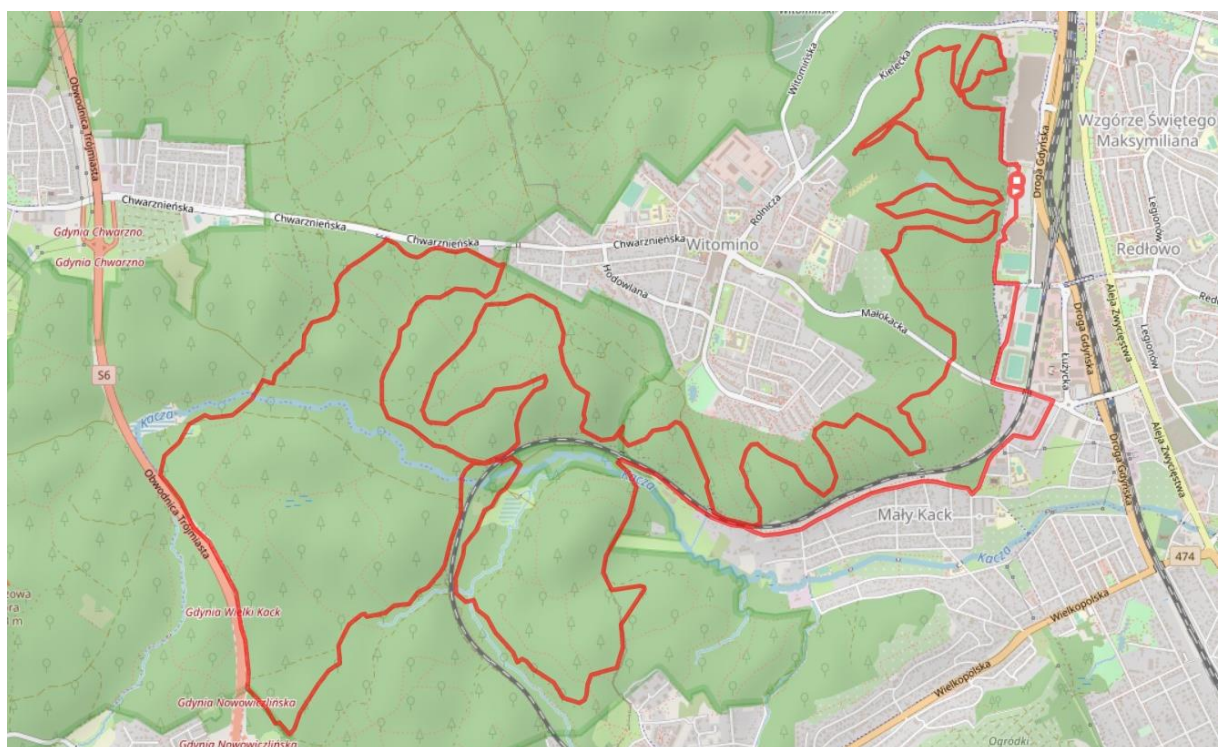 Obwodnica Trójmiasta
Witomińska
Kielecka
Droga Gdyńska
Wzgórze Świętego
Maksymiliana
Chwarznieńska
Chwarznieńska
Chwarznieńska
Chwarznieńska
Rolnicza
Witomino
Legionów
Redłowo
Gdynia Chwarzno
Gdynia Chwarzno
Hodowlana
Małokacka
Droga Gdyńska
Aleja Zwycięstwa
Legionów
Łużycka
S6
Kacza
Obwodnica Trójmiasta
Kacza
Droga Gdyńska
Aleja Zwycięstwa
Mały Kack
Kacza
474
Gdynia Wielki Kack
Wielkopolska
Wielkopolska
Gdynia Nowowiczlińska
Gdynia Nowowiczlińska
Ogródki